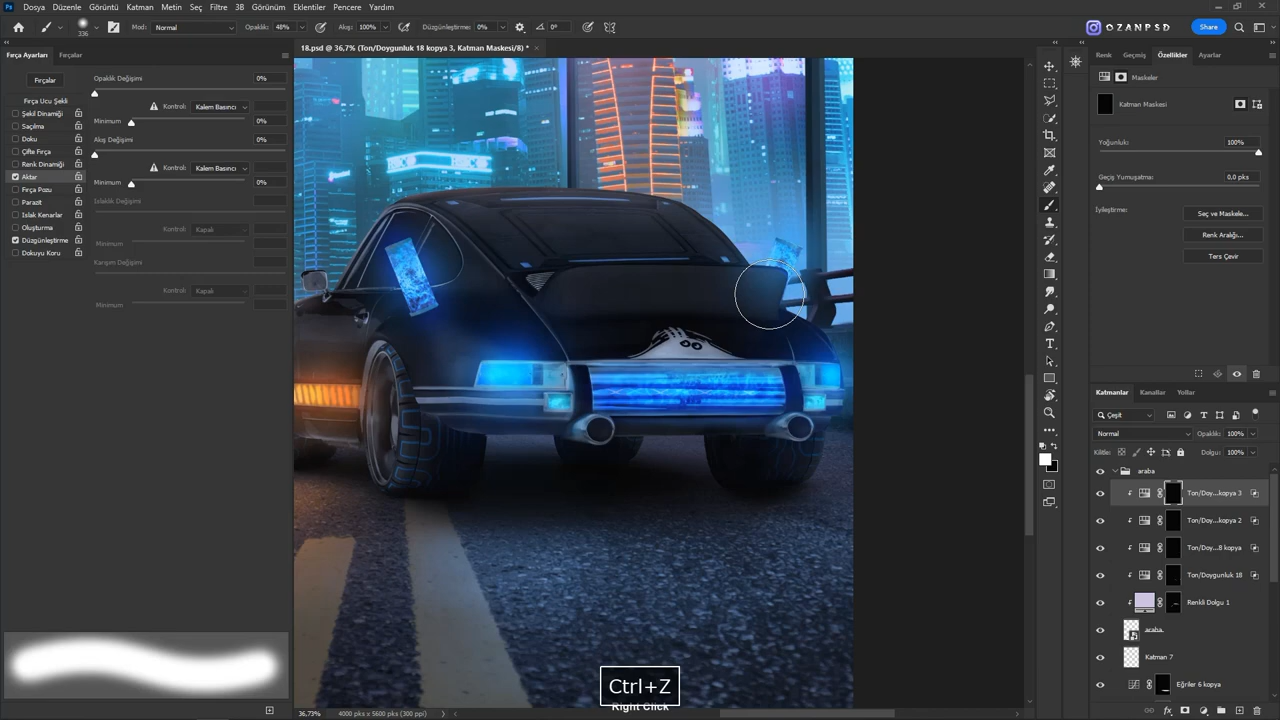 Ps Dosya Düzenle Görüntü Katman Metin Seç Filtre 3B Görünüm Eklentiler Pencere Yardım
336
Mod: Normal
Opaklık: 48%
Akış: 100%
Düzgünleştirme: 0%
0°
OZANPSD
Share
Fırça Ayarları
Fırçalar
18.psd @ 36,7% (Ton/Doygunluk 18 kopya 3, Katman Maskesi/8) *
Renk
Geçmiş
Özellikler
Ayarlar
Fırçalar
Opaklık Değişimi
0%
Fırça Ucu Şekli
Şekil Dinamiği
Saçılma
Doku
Çifte Fırça
Renk Dinamiği
Aktar
Fırça Pozu
Parazit
Islak Kenarlar
Oluşturma
Düzgünleştirme
Dokuyu Koru
Kontrol: Kalem Basıncı
Minimum
0%
Akış Değişimi
0%
Kontrol: Kalem Basıncı
Minimum
0%
Islaklık Değişimi
Kontrol: Kapalı
Minimum
Karışım Değişimi
Kontrol: Kapalı
Minimum
Maskeler
Katman Maskesi
Yoğunluk:
100%
Geçiş Yumuşatma:
0,0 pks
İyileştirme:
Seç ve Maskele...
Renk Aralığı...
Ters Çevir
Katmanlar
Kanallar
Yollar
Çeşit
Normal
Opaklık: 100%
Kilitle:
Dolgu: 100%
araba
Ton/Doy...kopya 3
Ton/Doy...kopya 2
Ton/Doy...8 kopya
Ton/Doygunluk 18
Renkli Dolgu 1
araba.
Katman 7
Eğriler 6 kopya
Ctrl+Z
Right Click
36,73%
4000 pks x 5600 pks (300 ppi)